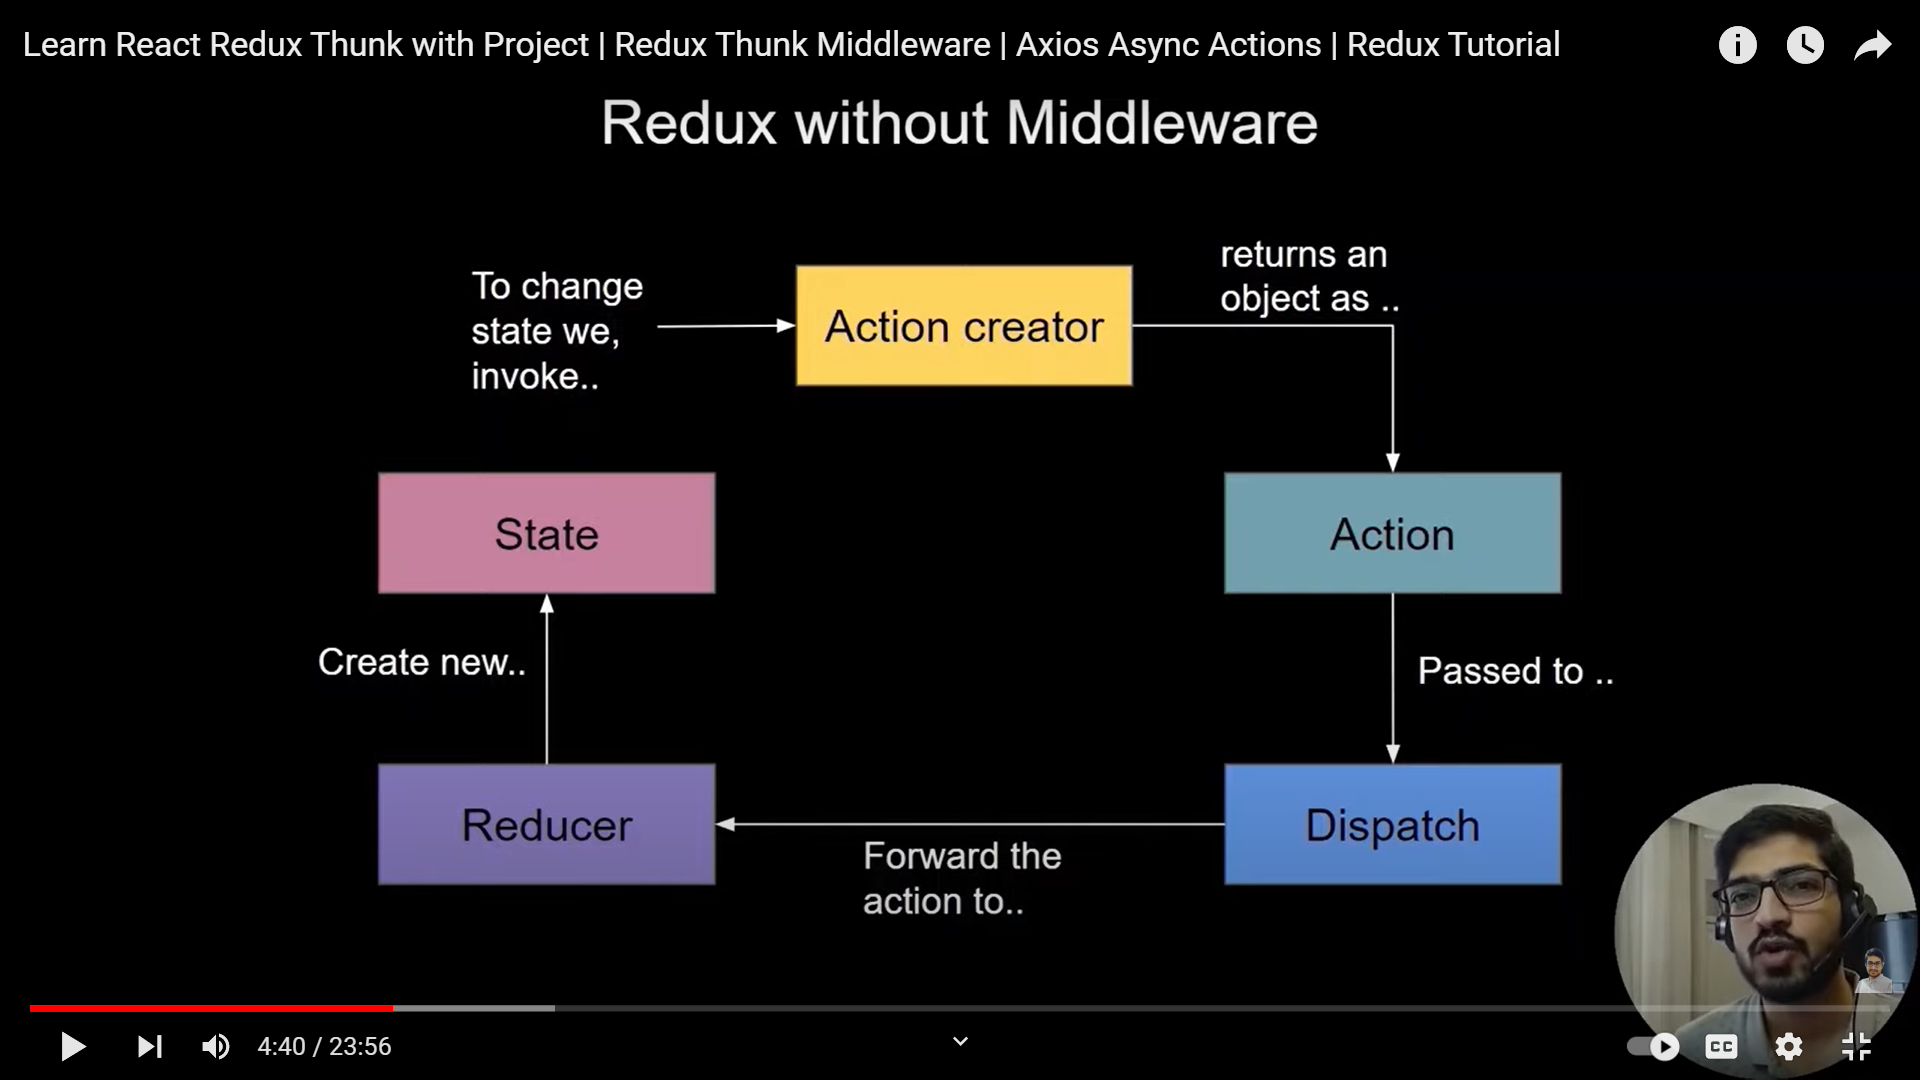 Learn React Redux Thunk with Project | Redux Thunk Middleware | Axios Async Actions | Redux Tutorial
Redux without Middleware
To change
state we,
invoke..
Action creator
returns an
object as ..
State
Action
Create new..
Passed to ..
Reducer
Forward the
action to..
Dispatch
4:40 / 23:56
CC